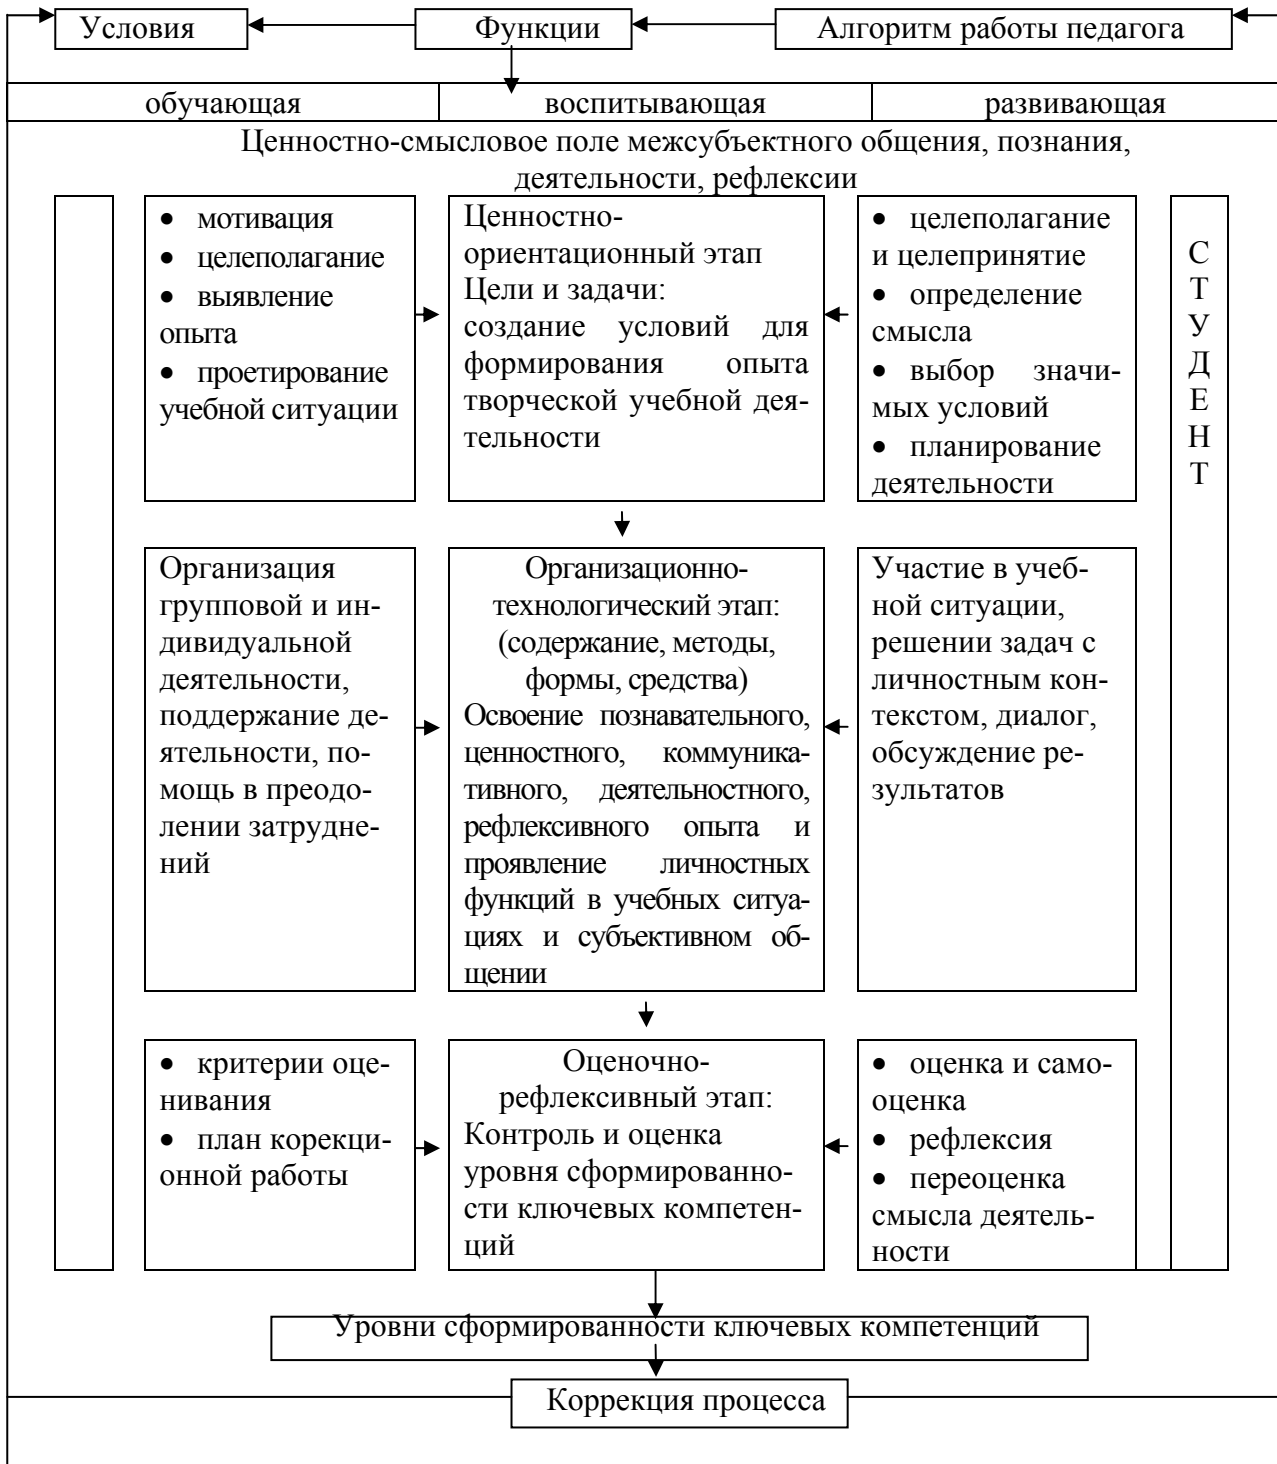 Условия
Функции
Алгоритм работы педагога
обучающая
воспитывающая
развивающая
Ценностно-смысловое поле межсубъектного общения, познания,
деятельности, рефлексии
• мотивация
• целеполагание
• выявление
опыта
• проетирование
учебной ситуации
Ценностно-
ориентационный этап
Цели и задачи:
создание условий для
формирования опыта
творческой учебной дея-
тельности
• целеполагание
и целепринятие
• определение
смысла
• выбор значи-
мых условий
• планирование
деятельности
С
Т
У
Д
Е
Н
Т
Организация
групповой и ин-
дивидуальной
деятельности,
поддержание де-
ятельности, по-
мощь в преодо-
лении затрудне-
ний
Организационно-
технологический этап:
(содержание, методы,
формы, средства)
Освоение познавательного,
ценностного, коммуника-
тивного, деятельностного,
рефлексивного опыта и
проявление личностных
функций в учебных ситуа-
циях и субъективном об-
щении
Участие в учеб-
ной ситуации,
решении задач с
личностным кон-
текстом, диалог,
обсуждение ре-
зультатов
• критерии оце-
нивания
• план корекци-
онной работы
Оценочно-
рефлексивный этап:
Контроль и оценка
уровня сформированно-
сти ключевых компетен-
ций
• оценка и само-
оценка
• рефлексия
• переоценка
смысла деятель-
ности
Уровни сформированности ключевых компетенций
Коррекция процесса